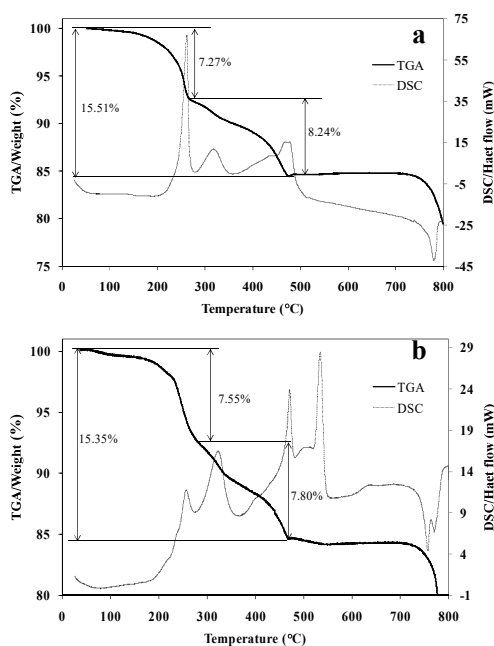 100
95
90
85
80
75
TGA/Weight (%)
a
TGA
DSC
7.27%
15.51%
8.24%
75
55
35
15
-5
-25
-45
DSC/Haet flow (mW)
0 100 200 300 400 500 600 700 800
Temperature (°C)
100
95
90
85
80
TGA/Weight (%)
b
TGA
DSC
7.55%
15.35%
7.80%
29
24
19
14
9
4
-1
DSC/Haet flow (mW)
0 100 200 300 400 500 600 700 800
Temperature (°C)